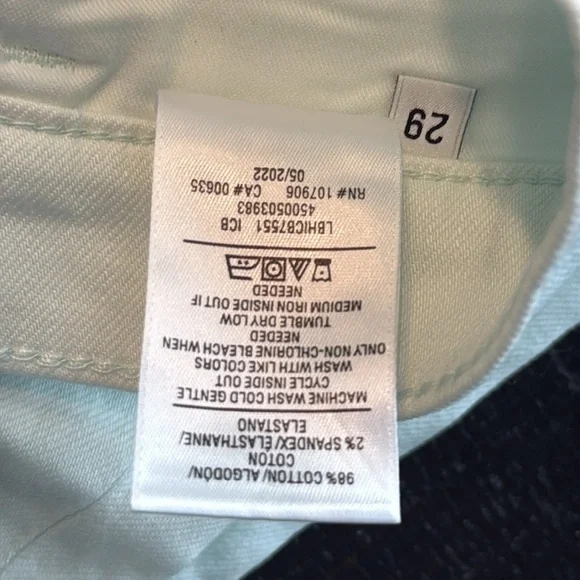 98% COTTON/ALGODÓN/
COTON
2% SPANDEX/ÉLASTHANNE/
ELASTANO
MACHINE WASH COLD GENTLE
CYCLE INSIDE OUT
WASH WITH LIKE COLORS
ONLY NON-CHLORINE BLEACH WHEN
NEEDED
TUMBLE DRY LOW
MEDIUM IRON INSIDE OUT IF
NEEDED
LBHICB7551 ICB
4500503983
RN# 107906 CA# 00635
05/2022
29